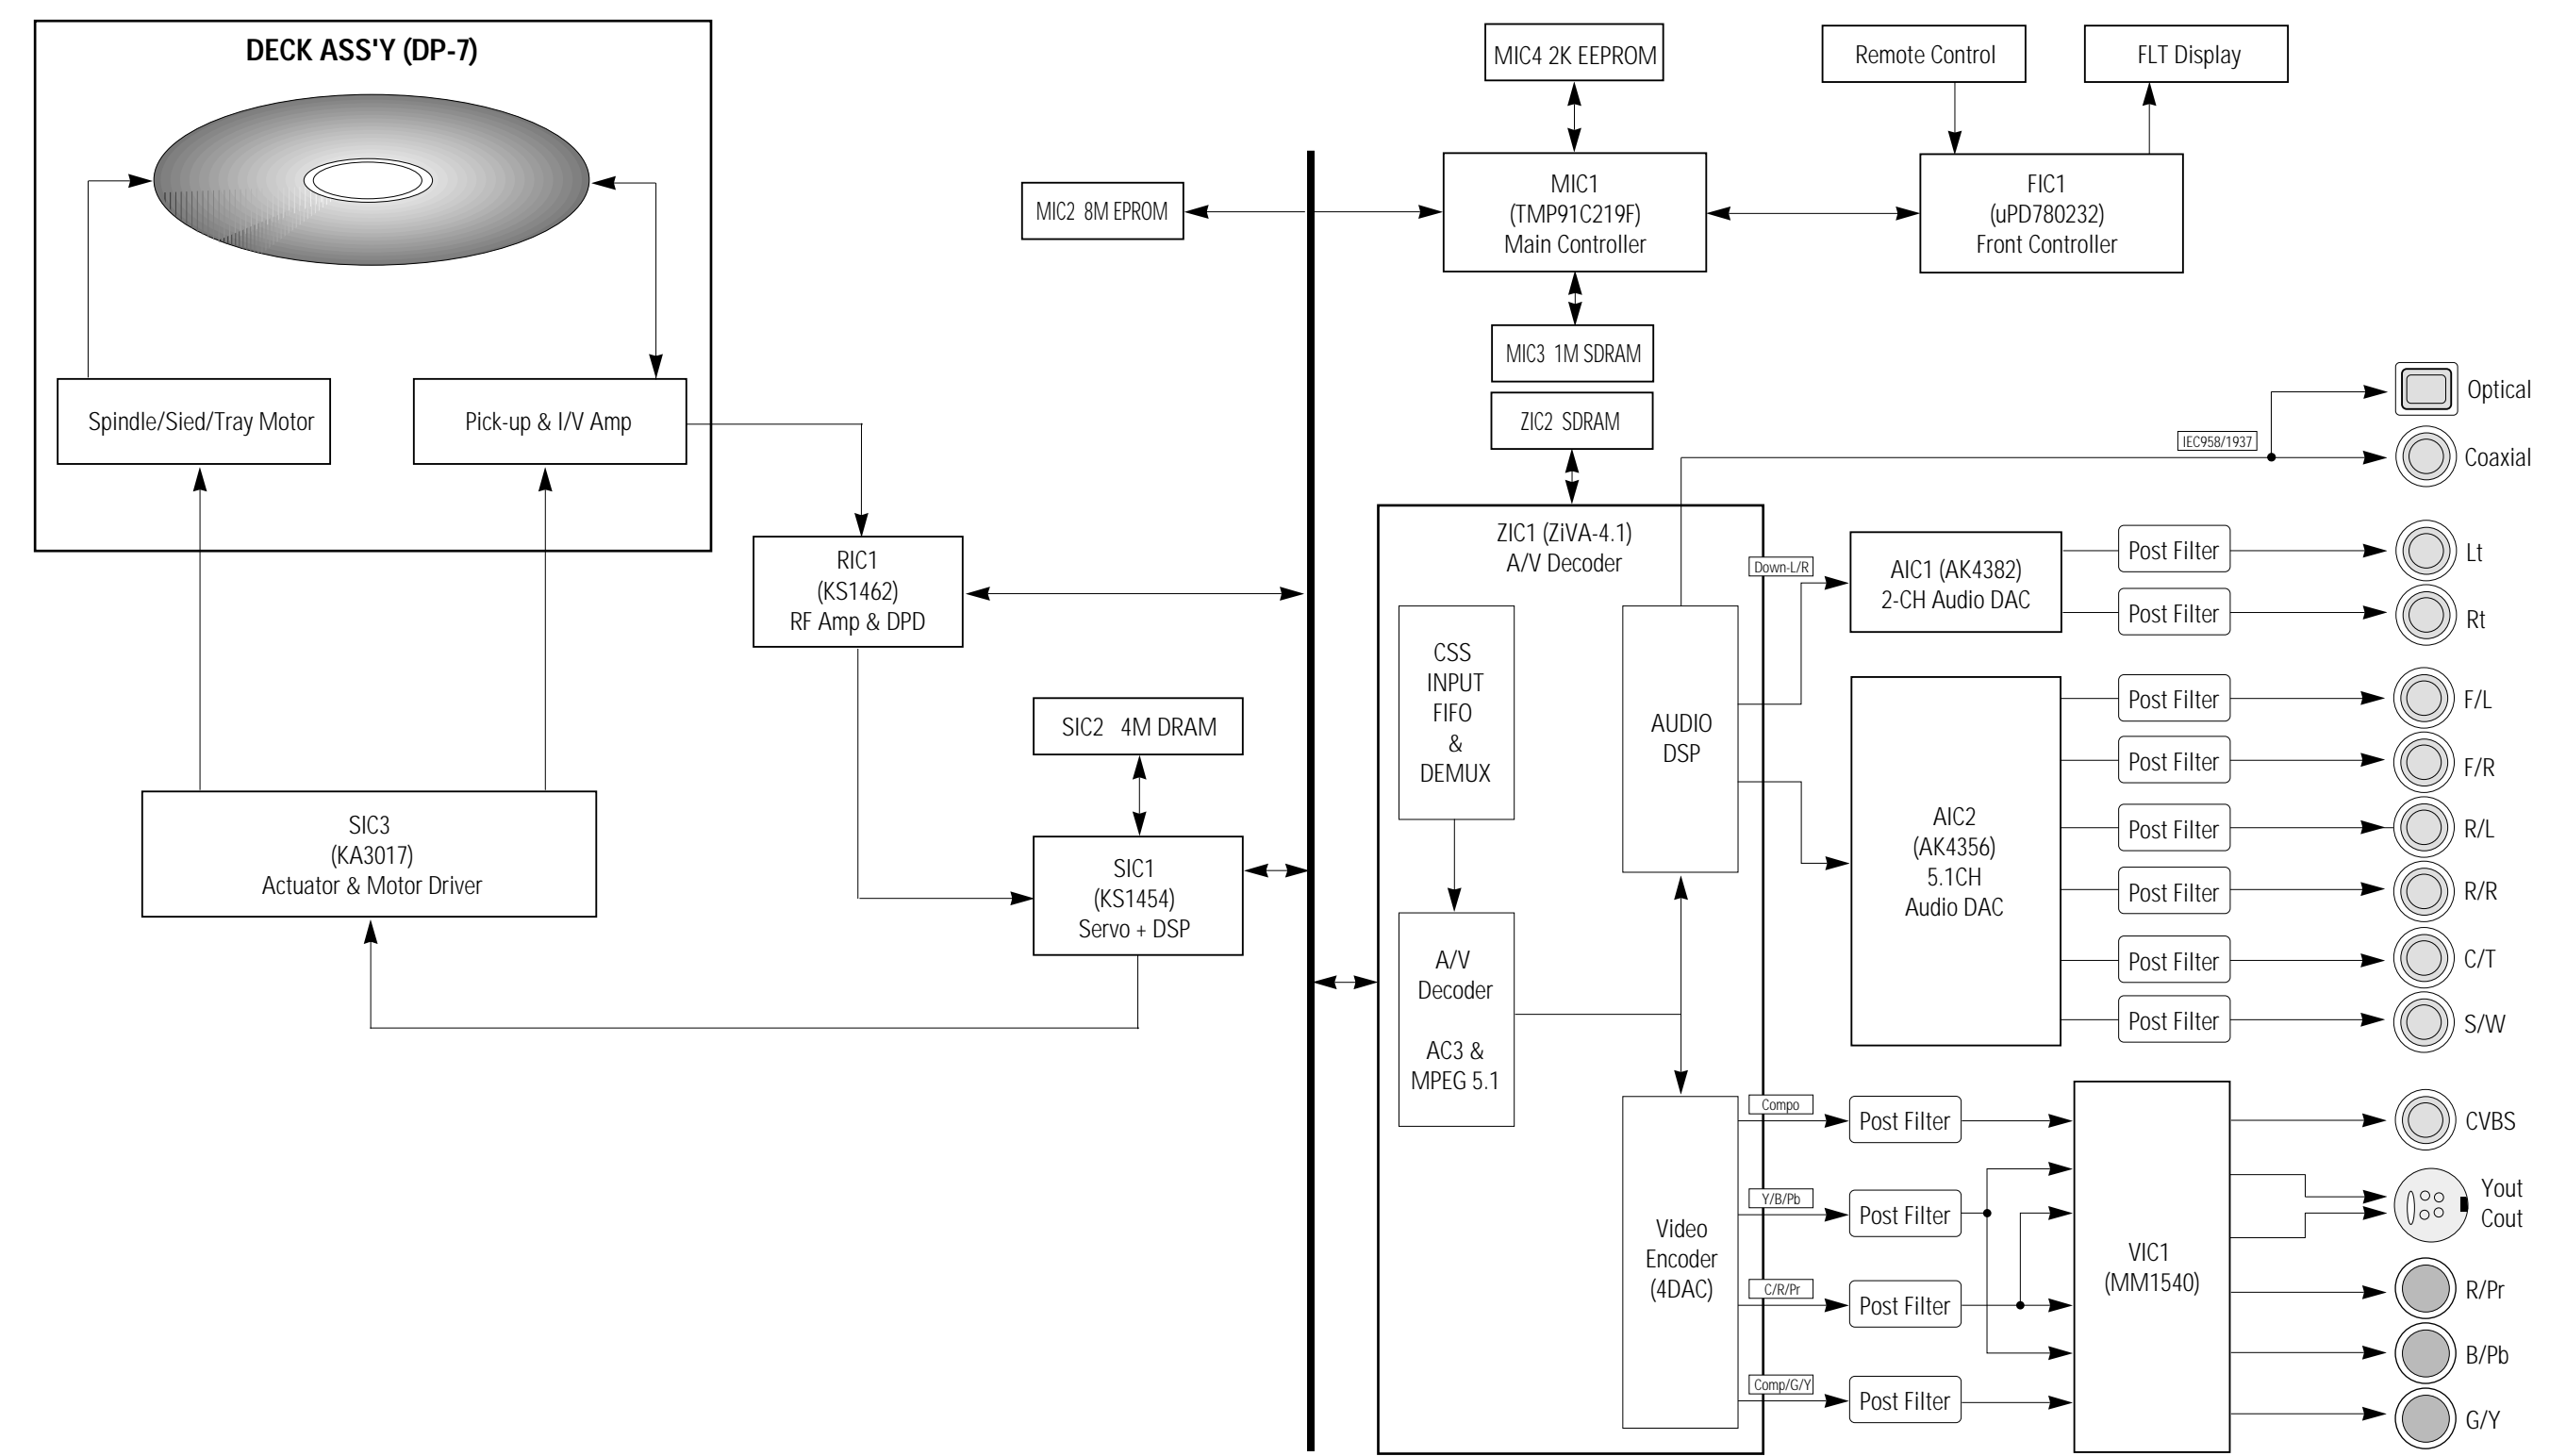 DECK ASS'Y (DP-7)
Spindle/Sied/Tray Motor
Pick-up & I/V Amp
SIC3
(KA3017)
Actuator & Motor Driver
RIC1
(KS1462)
RF Amp & DPD
SIC2 4M DRAM
SIC1
(KS1454)
Servo + DSP
MIC2 8M EPROM
MIC4 2K EEPROM
MIC1
(TMP91C219F)
Main Controller
MIC3 1M SDRAM
ZIC2 SDRAM
Remote Control
FLT Display
FIC1
(uPD780232)
Front Controller
ZIC1 (ZiVA-4.1)
A/V Decoder
CSS
INPUT
FIFO
&
DEMUX
A/V
Decoder
AC3 &
MPEG 5.1
AUDIO
DSP
Video
Encoder
(4DAC)
IEC958/1937
Optical
Coaxial
Down-L/R
AIC1 (AK4382)
2-CH Audio DAC
Post Filter
Lt
Post Filter
Rt
AIC2
(AK4356)
5.1CH
Audio DAC
Post Filter
F/L
Post Filter
F/R
Post Filter
R/L
Post Filter
R/R
Post Filter
C/T
Post Filter
S/W
Compo
Post Filter
Y/B/Pb
Post Filter
C/R/Pr
Post Filter
Comp/G/Y
Post Filter
VIC1
(MM1540)
CVBS
Yout
Cout
R/Pr
B/Pb
G/Y